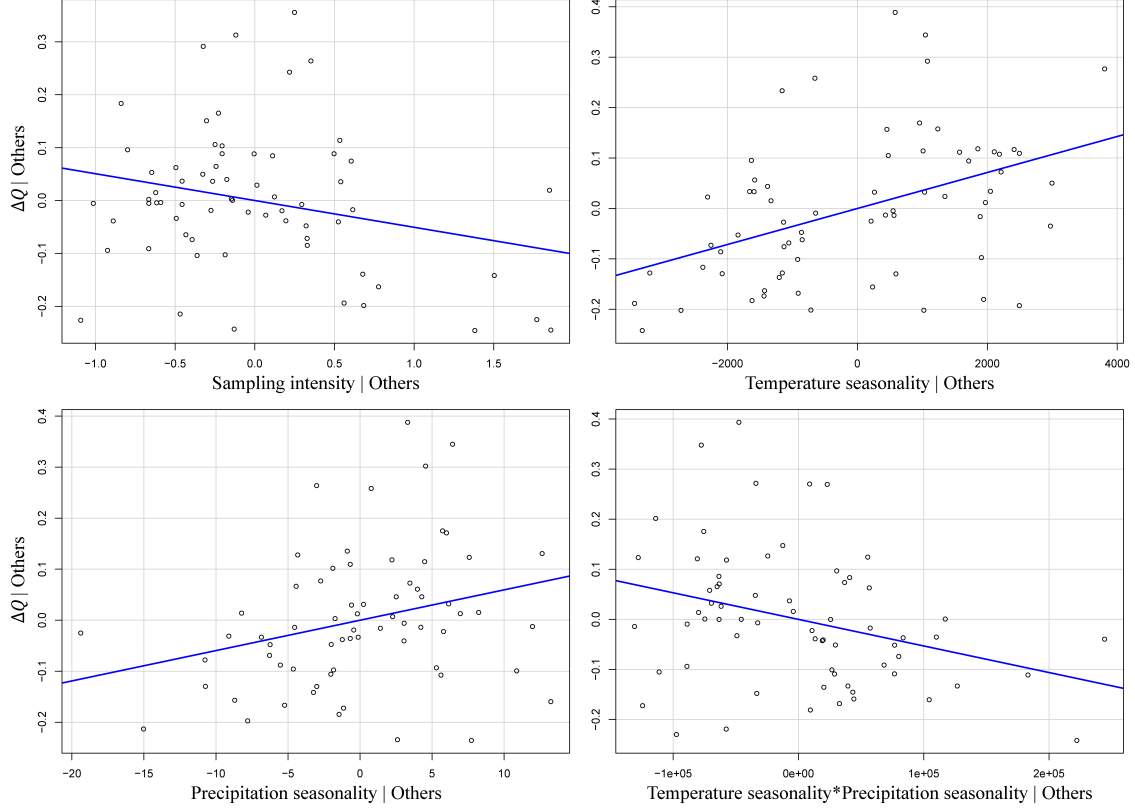 0.3
0.2
0.1
0.0
−0.1
−0.2
ΔQ | Others
−1.0 −0.5 0.0 0.5 1.0 1.5
Sampling intensity | Others
0.4
0.3
0.2
0.1
0.0
−0.1
−0.2
−2000 0 2000 4000
Temperature seasonality | Others
0.4
0.3
0.2
0.1
0.0
−0.1
−0.2
ΔQ | Others
−20 −15 −10 −5 0 5 10
Precipitation seasonality | Others
0.4
0.3
0.2
0.1
0.0
−0.1
−0.2
−1e+05 0e+00 1e+05 2e+05
Temperature seasonality*Precipitation seasonality | Others